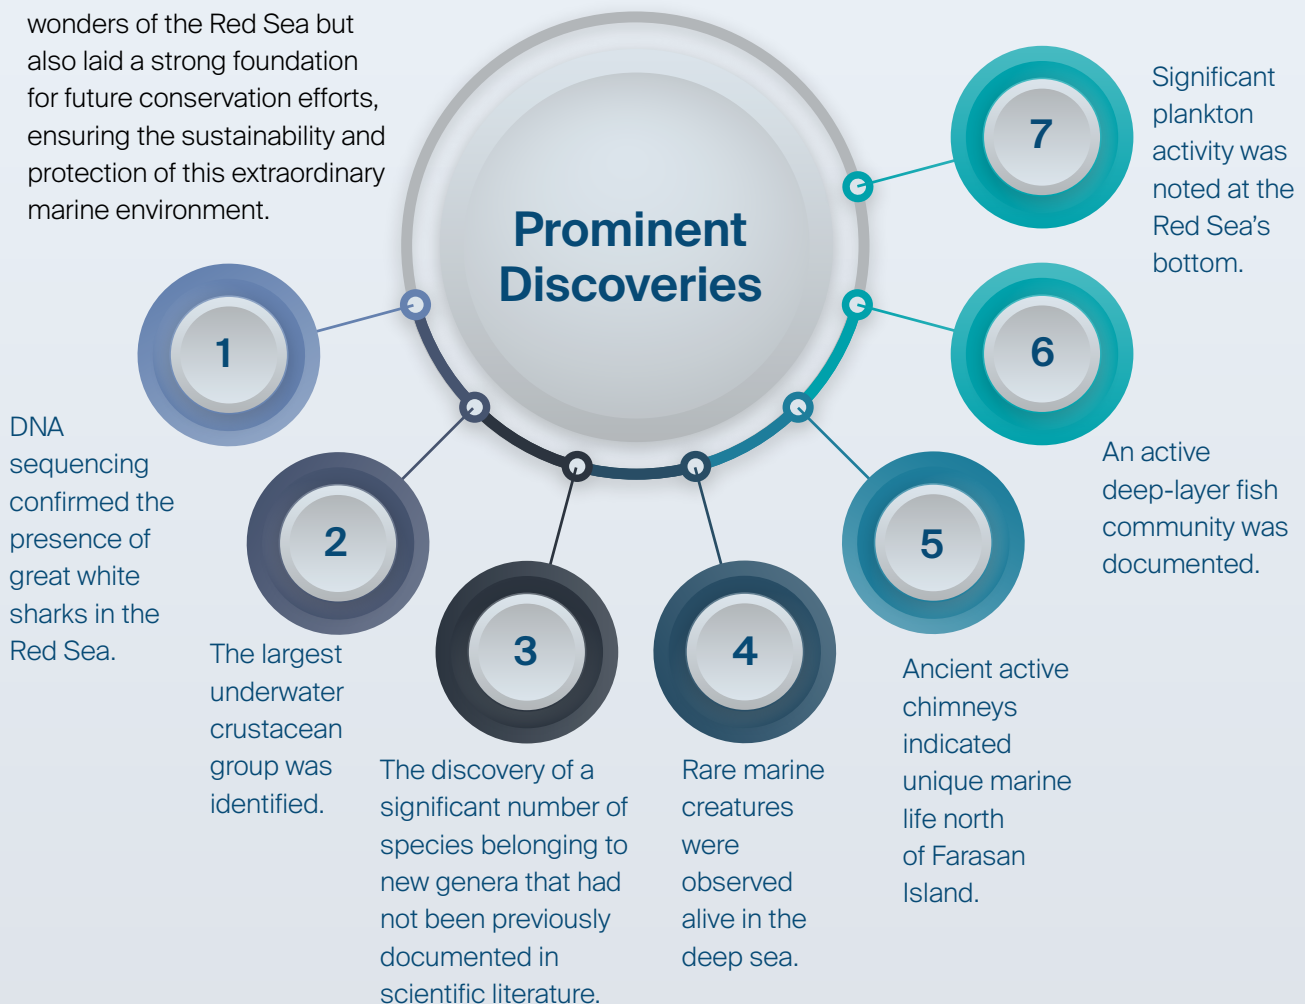 wonders of the Red Sea but
also laid a strong foundation
for future conservation efforts,
ensuring the sustainability and
protection of this extraordinary
marine environment.
Prominent
Discoveries
1
DNA
sequencing
confirmed the
presence of
great white
sharks in the
Red Sea.
2
The largest
underwater
crustacean
group was
identified.
3
The discovery of a
significant number of
species belonging to
new genera that had
not been previously
documented in
scientific literature.
4
Rare marine
creatures
were
observed
alive in the
deep sea.
5
Ancient active
chimneys
indicated
unique marine
life north
of Farasan
Island.
6
An active
deep-layer fish
community was
documented.
7
Significant
plankton
activity was
noted at the
Red Sea's
bottom.